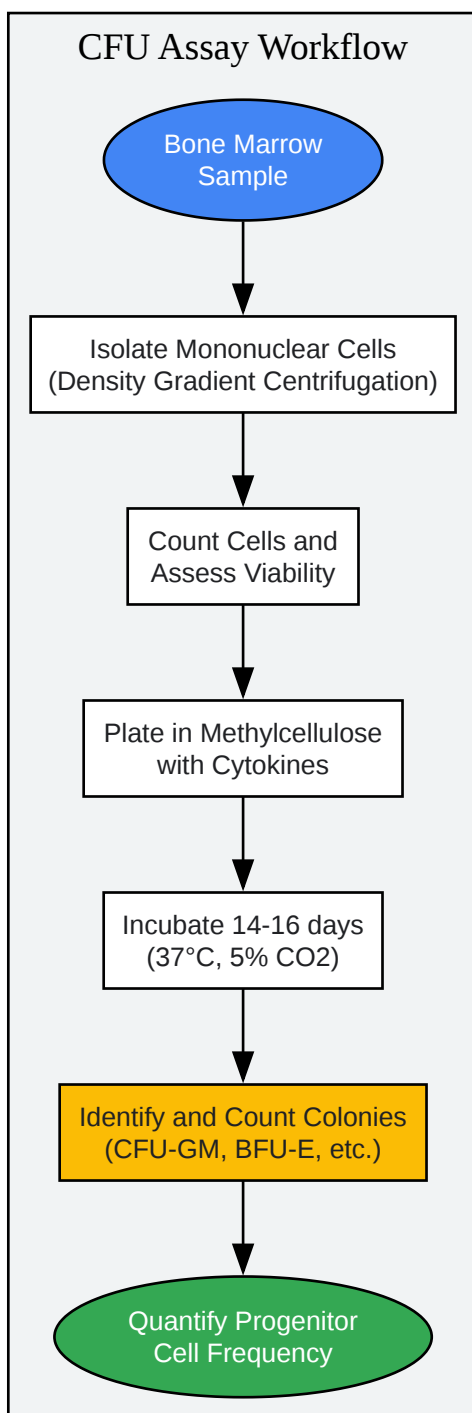 CFU Assay Workflow
Bone Marrow
Sample
Isolate Mononuclear Cells
(Density Gradient Centrifugation)
Count Cells and
Assess Viability
Plate in Methylcellulose
with Cytokines
Incubate 14-16 days
(37°C, 5% CO2)
Identify and Count Colonies
(CFU-GM, BFU-E, etc.)
Quantify Progenitor
Cell Frequency